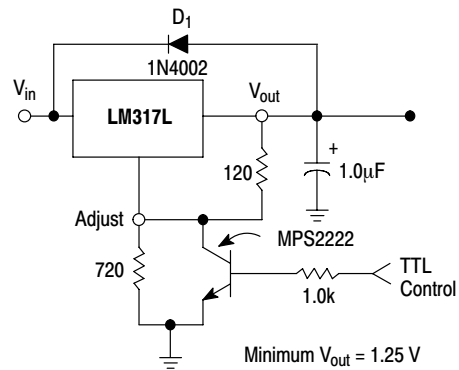 D1
1N4002
Vin
LM317L
Vout
120
+
1.0μF
Adjust
MPS2222
720
1.0k
TTL
Control
Minimum Vout = 1.25 V